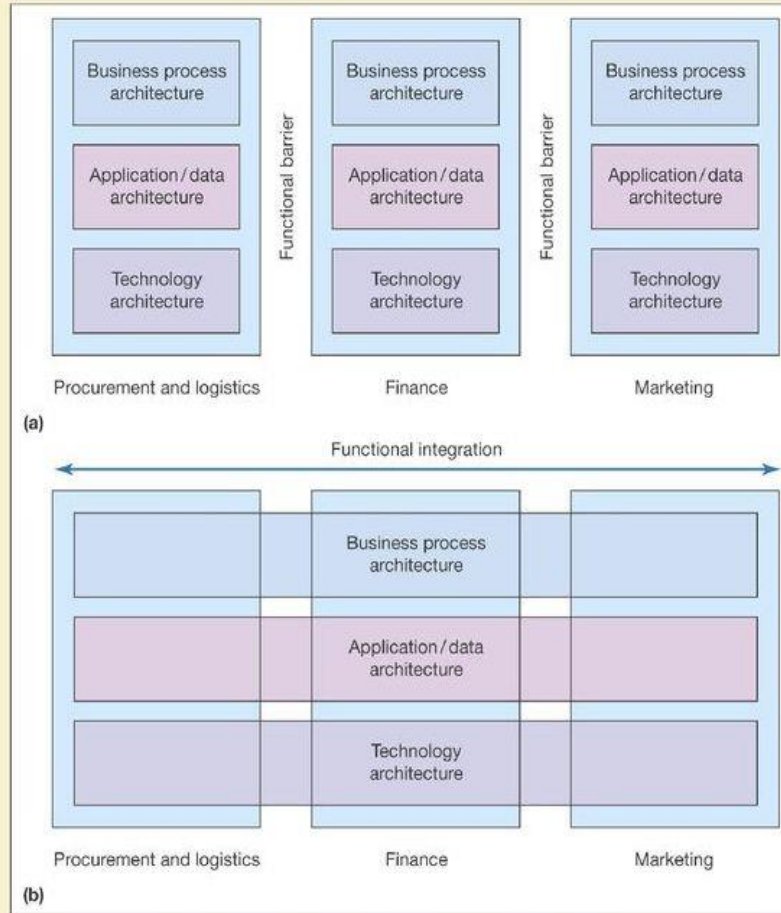 Business process
architecture
Application/data
architecture
Technology
architecture
Procurement and logistics
Functional barrier
Business process
architecture
Application/data
architecture
Technology
architecture
Finance
Functional barrier
Business process
architecture
Application/data
architecture
Technology
architecture
Marketing
(a)
Functional integration
Business process
architecture
Application/data
architecture
Technology
architecture
Procurement and logistics
Finance
Marketing
(b)